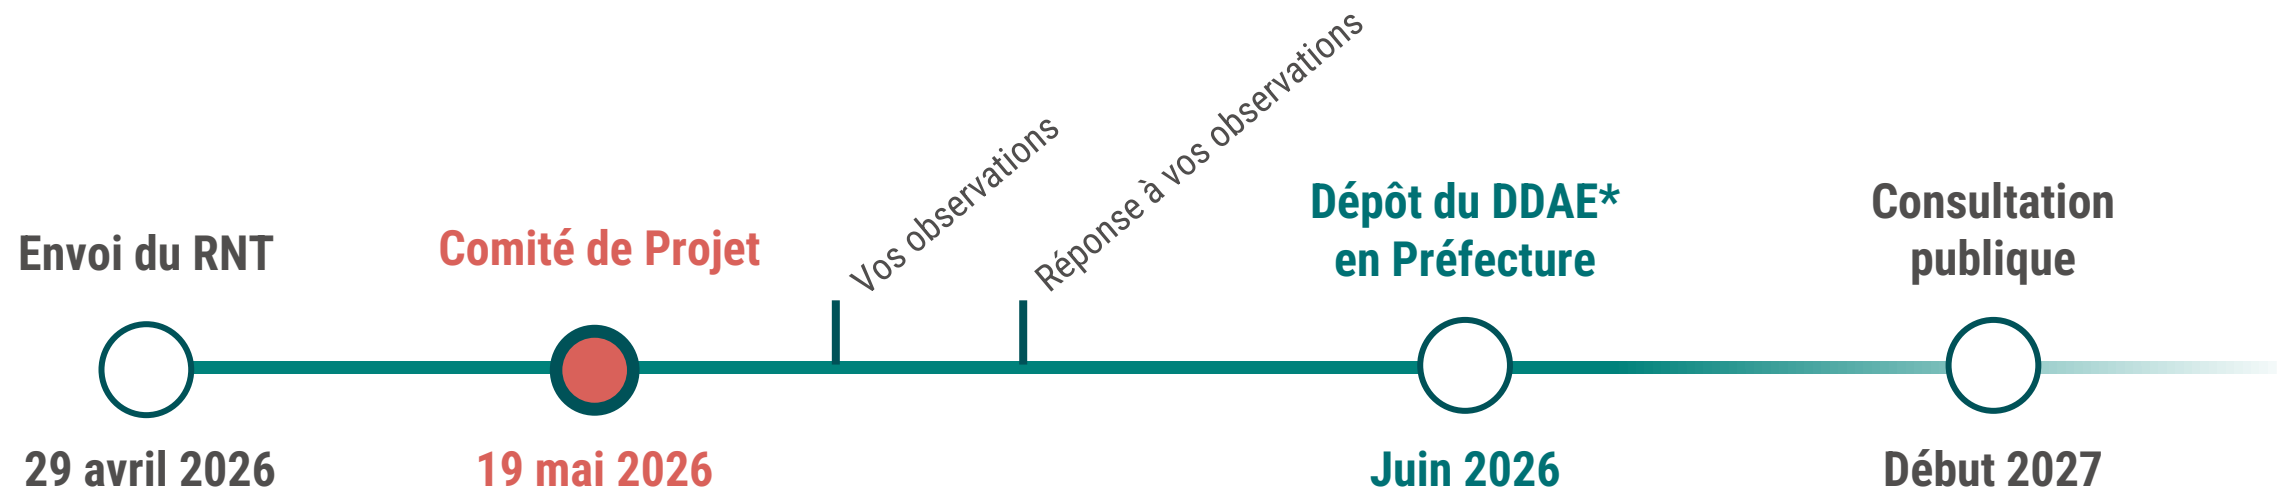 Envoi du RNT
29 avril 2026
Comité de Projet
19 mai 2026
Vos observations
Réponse à vos observations
Dépôt du DDAE*
en Préfecture
Juin 2026
Consultation
publique
Début 2027